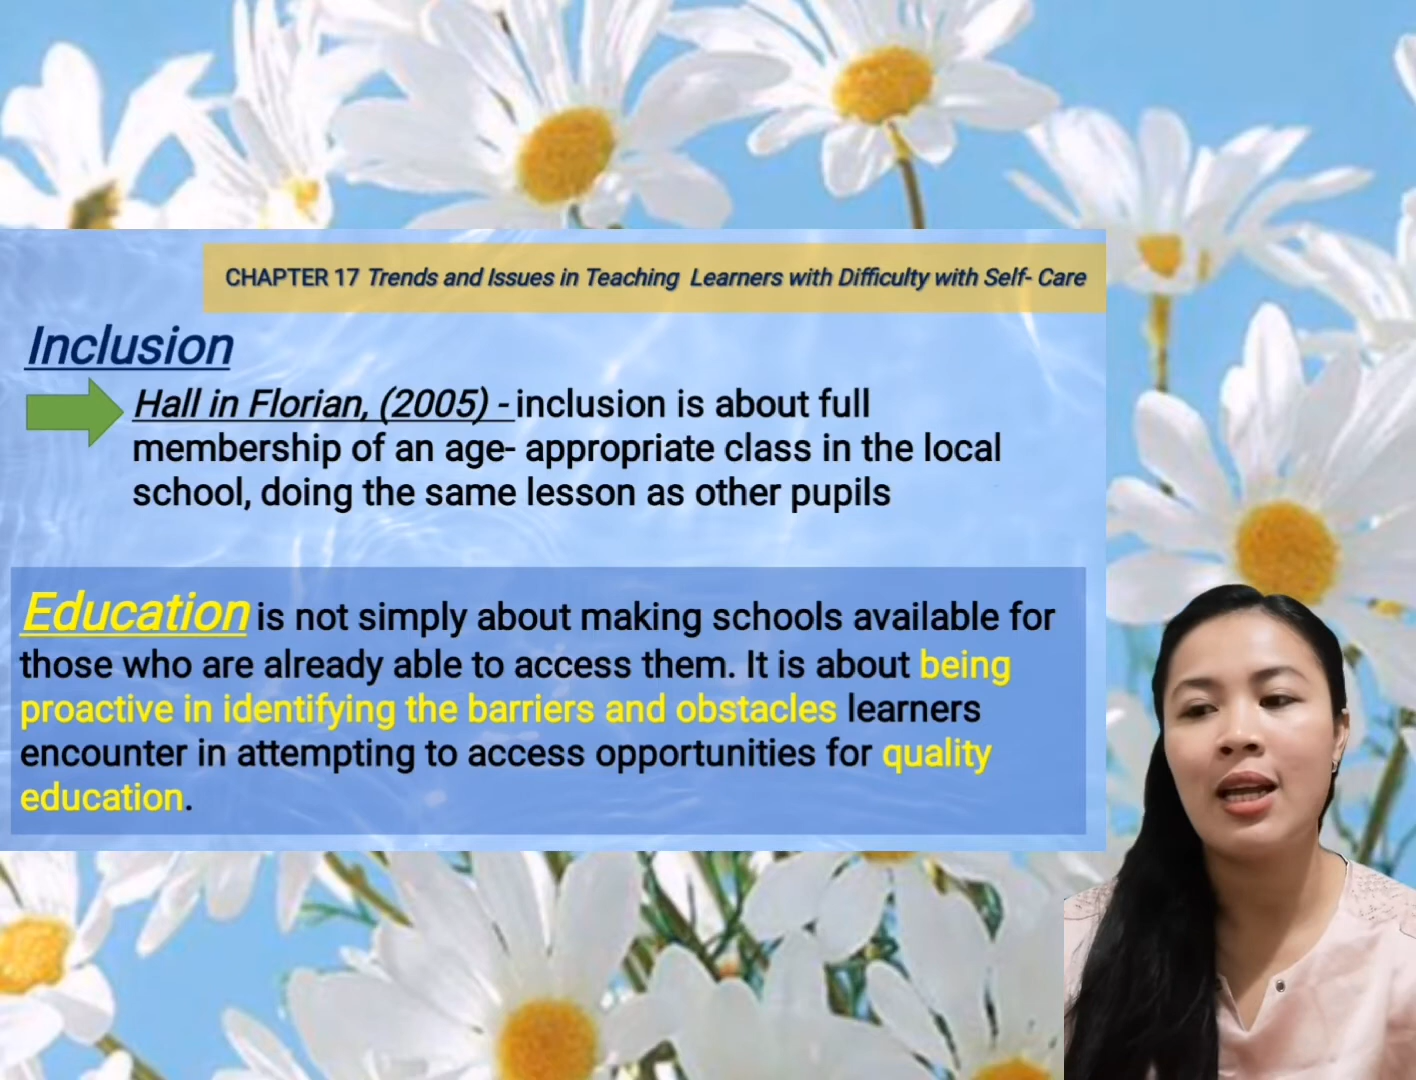 CHAPTER 17 Trends and Issues in Teaching Learners with Difficulty with Self- Care
Inclusion
Hall in Florian, (2005) - inclusion is about full
membership of an age- appropriate class in the local
school, doing the same lesson as other pupils
Education is not simply about making schools available for
those who are already able to access them. It is about being
proactive in identifying the barriers and obstacles learners
encounter in attempting to access opportunities for quality
education.